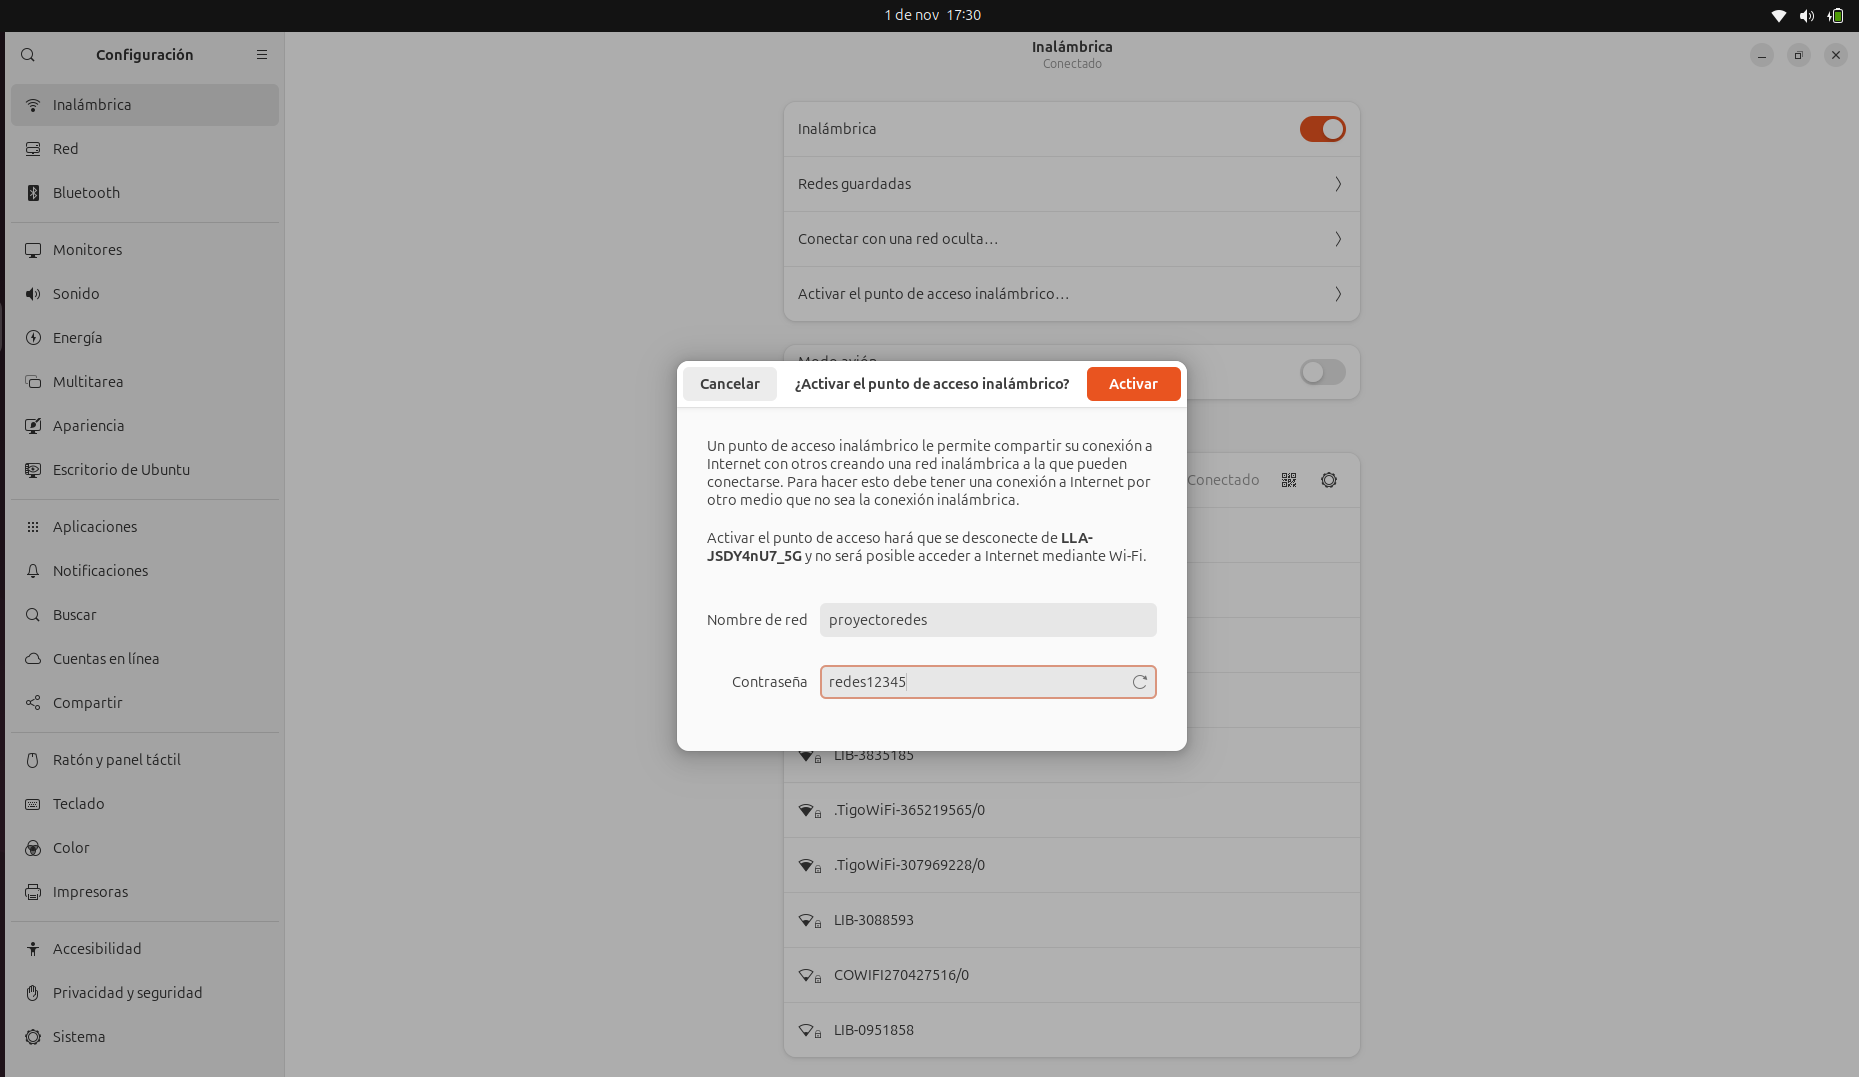 1 de nov 17:30
Configuración
Inalámbrica
Red
Bluetooth
Monitores
Sonido
Energía
Multitarea
Apariencia
Escritorio de Ubuntu
Aplicaciones
Notificaciones
Buscar
Cuentas en línea
Compartir
Ratón y panel táctil
Teclado
Color
Impresoras
Accesibilidad
Privacidad y seguridad
Sistema
Inalámbrica
Conectado
Inalámbrica
Redes guardadas
Conectar con una red oculta…
Activar el punto de acceso inalámbrico…
Modo avión
Cancelar
¿Activar el punto de acceso inalámbrico?
Activar
Un punto de acceso inalámbrico le permite compartir su conexión a
Internet con otros creando una red inalámbrica a la que pueden
conectarse. Para hacer esto debe tener una conexión a Internet por
otro medio que no sea la conexión inalámbrica.
Activar el punto de acceso hará que se desconecte de LLA-
JSDY4nU7_5G y no será posible acceder a Internet mediante Wi-Fi.
Nombre de red proyectoredes
Contraseña redes12345
Conectado
LIB-3835185
.TigoWiFi-365219565/0
.TigoWiFi-307969228/0
LIB-3088593
COWIFI270427516/0
LIB-0951858